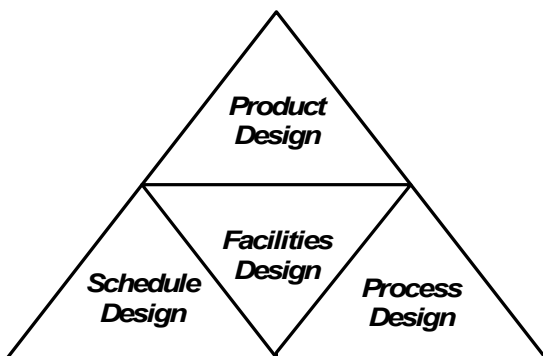 Product
Design
Facilities
Design
Schedule
Design
Process
Design